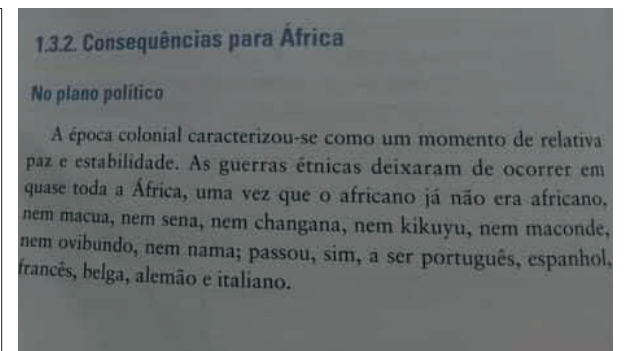 1.3.2. Consequências para África
No plano político
A época colonial caracterizou-se como um momento de relativa
paz e estabilidade. As guerras étnicas deixaram de ocorrer em
quase toda a África, uma vez que o africano já não era africano,
nem macua, nem sena, nem changana, nem kikuyu, nem maconde,
nem ovibundo, nem nama; passou, sim, a ser português, espanhol,
francês, belga, alemão e italiano.